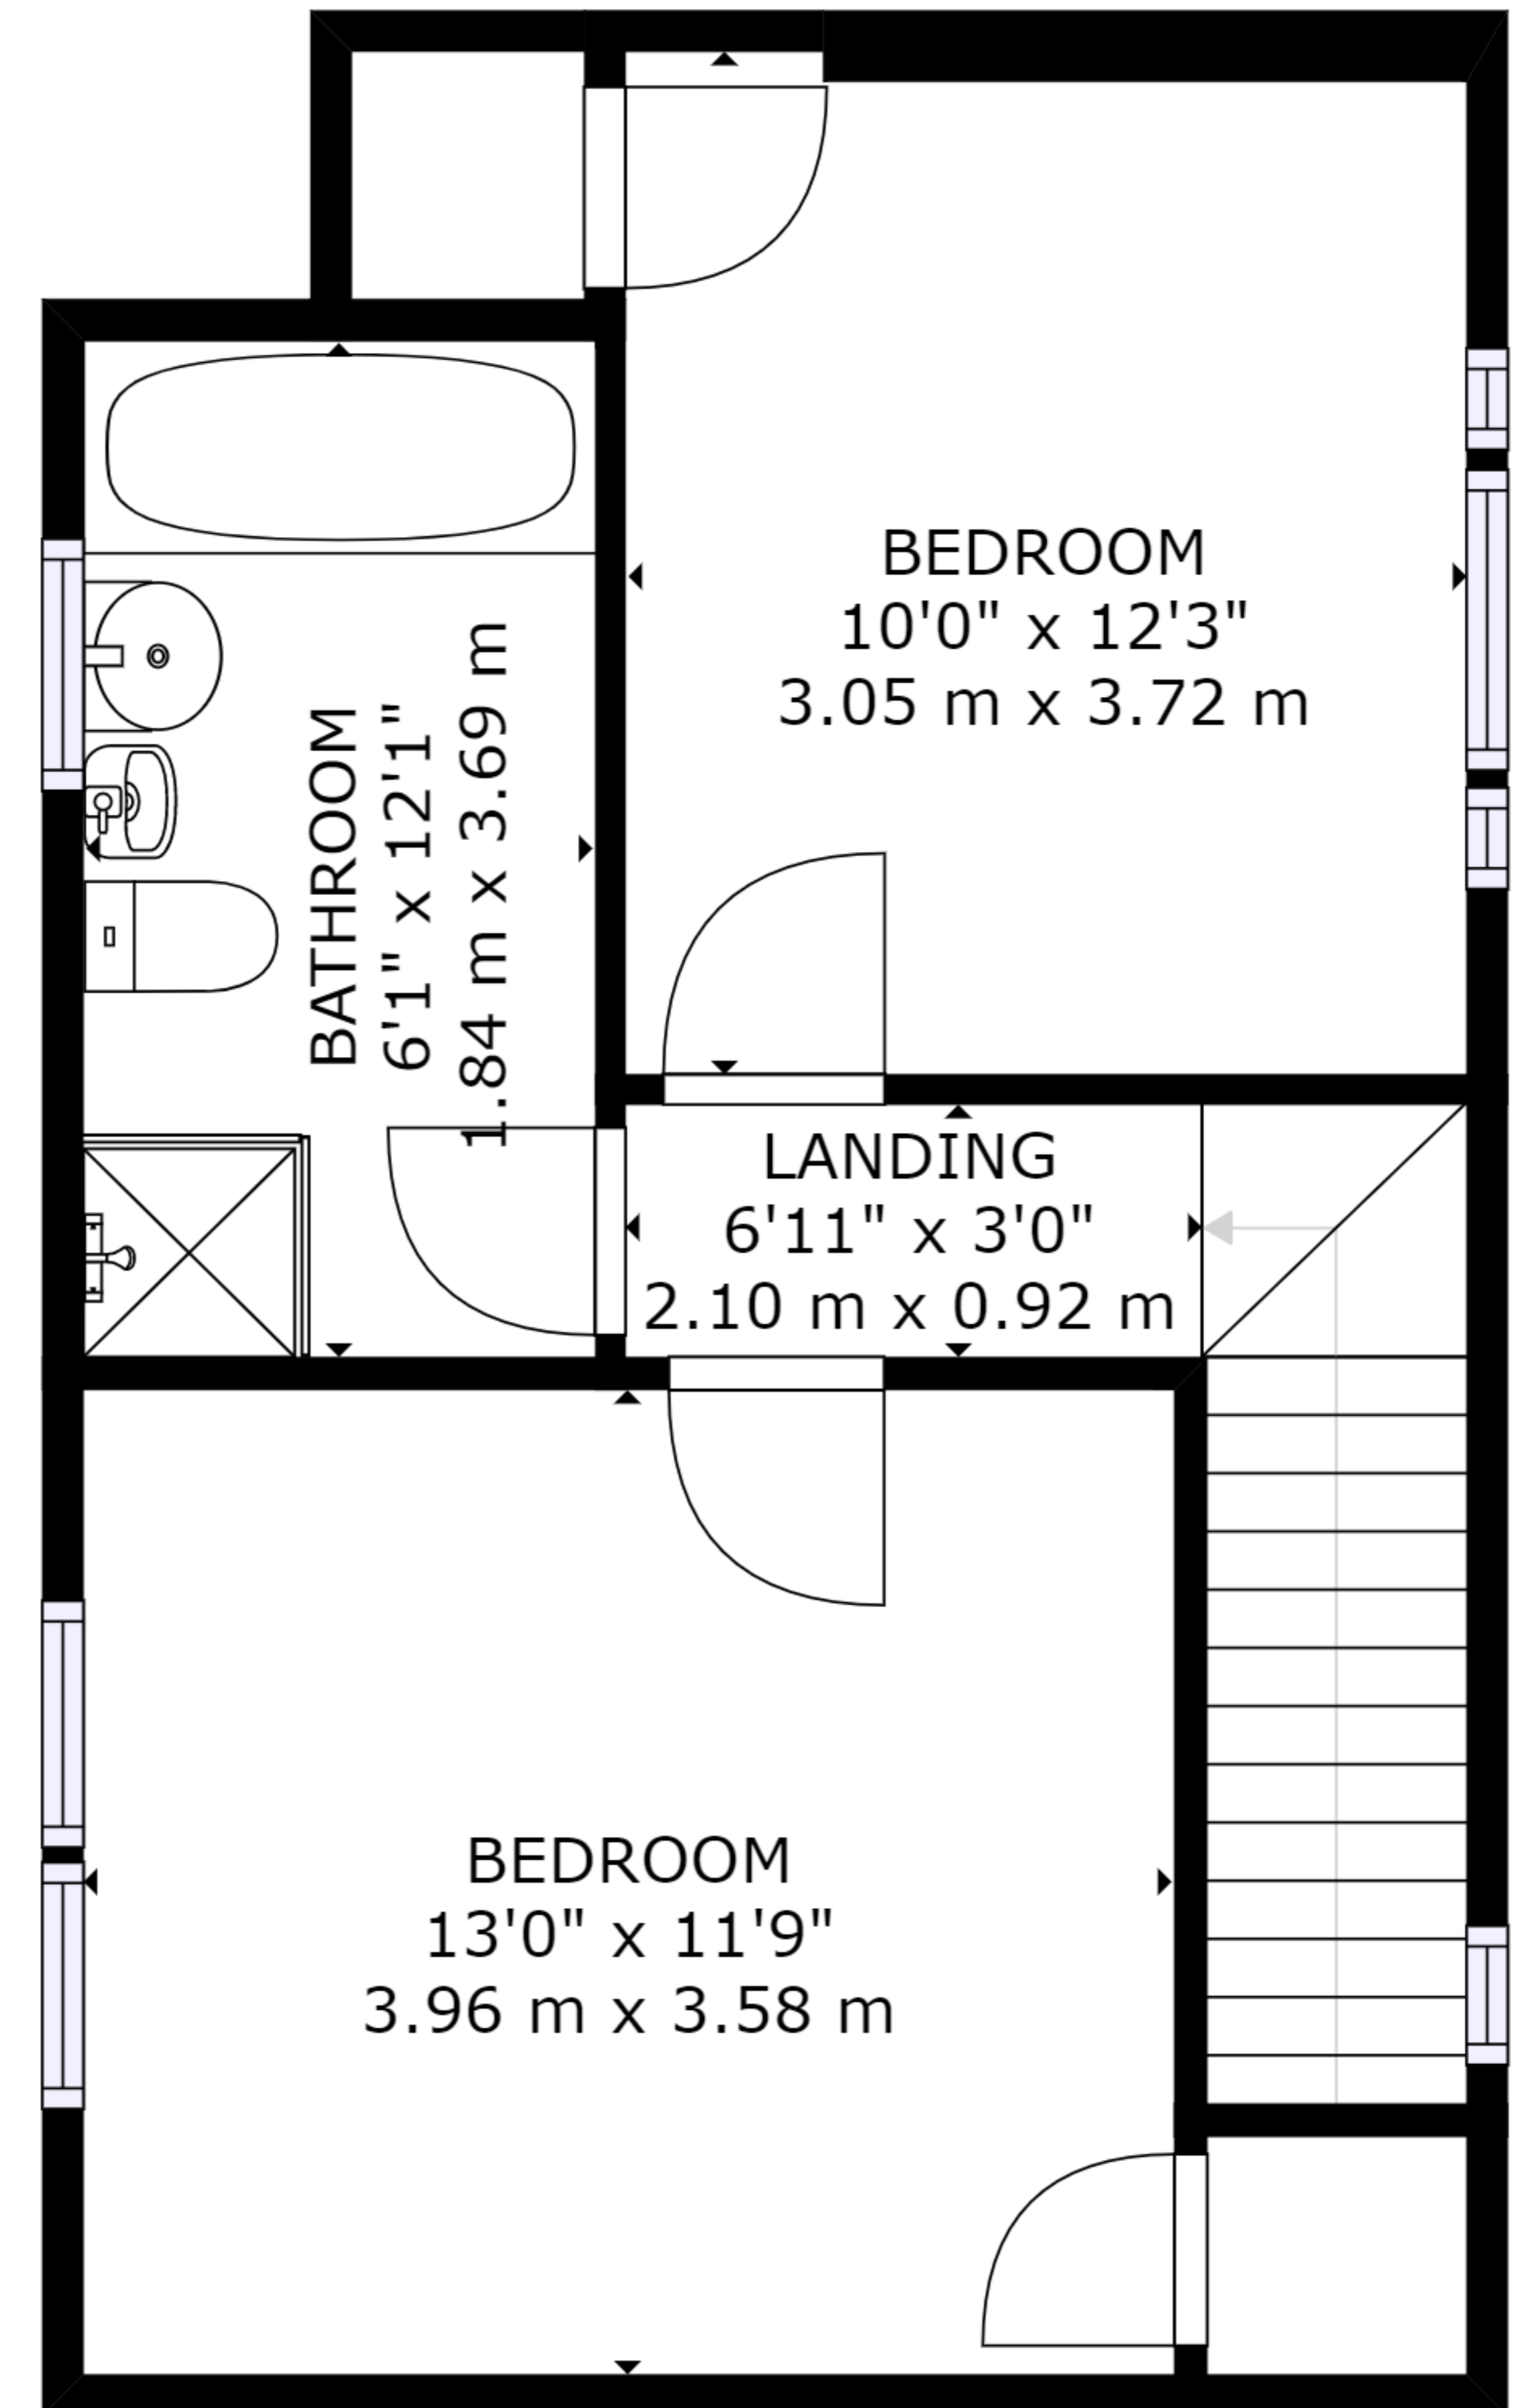 BEDROOM
10'0" x 12'3"
3.05 m x 3.72 m
BATHROOM
6'1" x 12'1"
1.84 m x 3.69 m
LANDING
6'11" x 3'0"
2.10 m x 0.92 m
BEDROOM
13'0" x 11'9"
3.96 m x 3.58 m